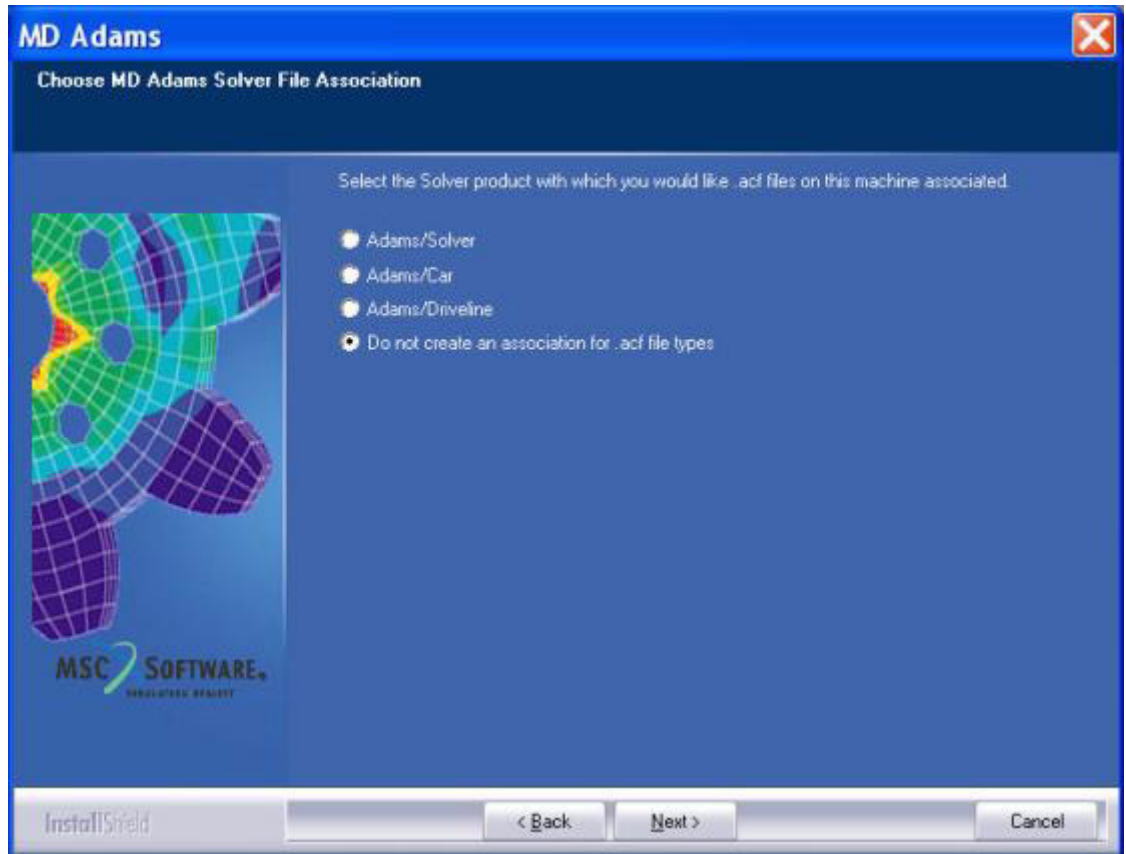 MD Adams
Choose MD Adams Solver File Association
Select the Solver product with which you would like .acf files on this machine associated.
Adams/Solver
Adams/Car
Adams/Driveline
Do not create an association for .acf file types
MSC SOFTWARE
SIMULATING REALITY
InstallShield
< Back
Next >
Cancel